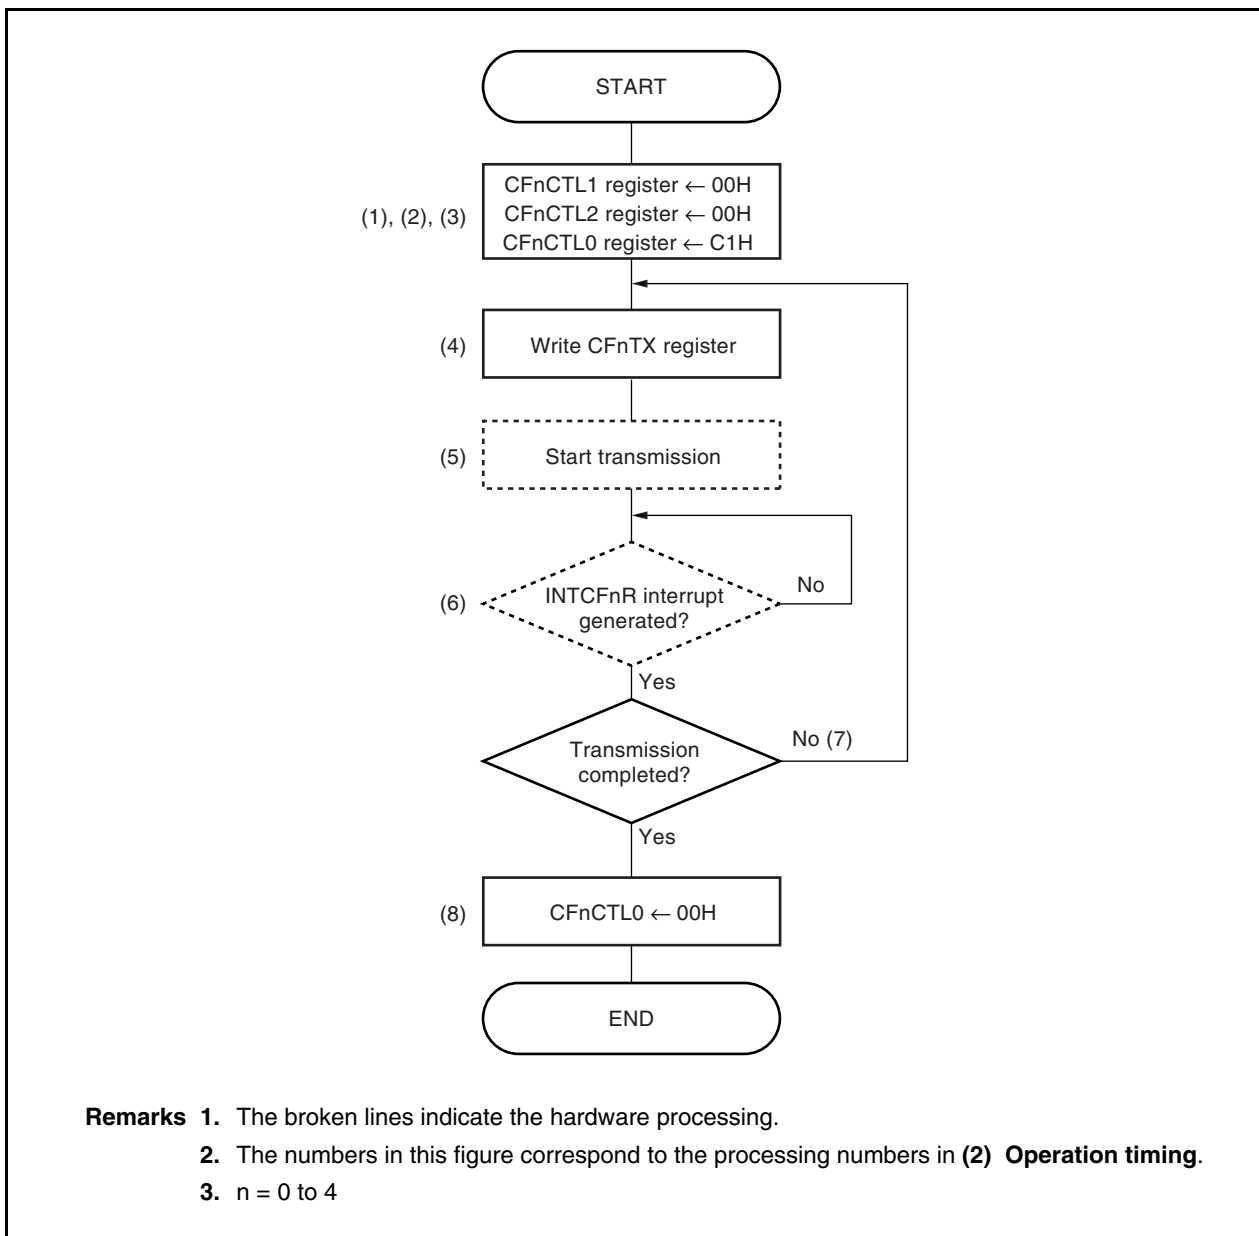 START
CFnCTL1 register ← 00H
CFnCTL2 register ← 00H
(1), (2), (3)
CFnCTL0 register ← C1H
(4)
Write CFnTX register
(5)
Start transmission
(6)
INTCFnR interrupt
generated?
No
Yes
Transmission
completed?
No (7)
Yes
(8)
CFnCTL0 ← 00H
END
Remarks 1. The broken lines indicate the hardware processing.
2. The numbers in this figure correspond to the processing numbers in (2) Operation timing.
3. n = 0 to 4